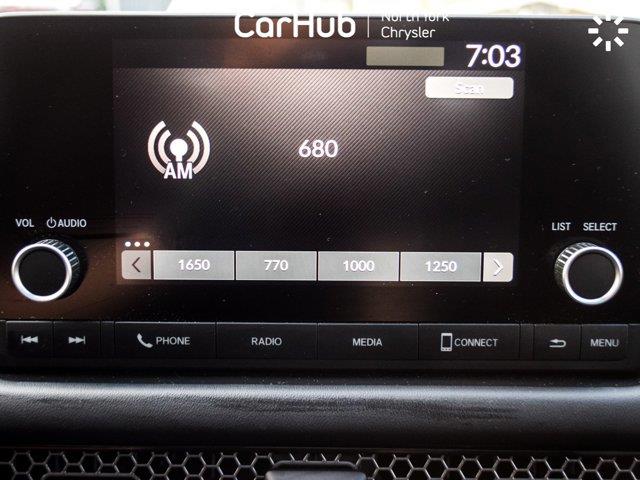 CarHub
North York
Chrysler
7:03
Scan
AM
680
VOL AUDIO
LIST SELECT
1650 770 1000 1250
PHONE RADIO MEDIA CONNECT MENU